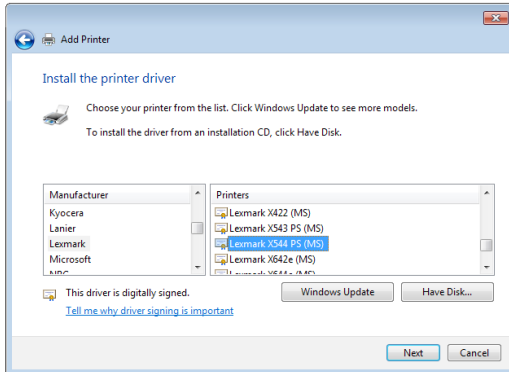 Add Printer
Install the printer driver
Choose your printer from the list. Click Windows Update to see more models.
To install the driver from an installation CD, click Have Disk.
Manufacturer
Kyocera
Lanier
Lexmark
Microsoft
Printers
Lexmark X422 (MS)
Lexmark X543 PS (MS)
Lexmark X544 PS (MS)
Lexmark X642e (MS)
This driver is digitally signed.
Tell me why driver signing is important
Windows Update
Have Disk...
Next
Cancel